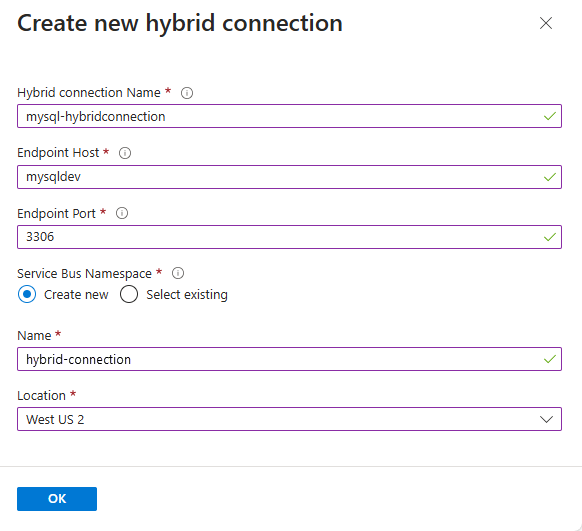 Create new hybrid connection
Hybrid connection Name *
mysql-hybridconnection
Endpoint Host *
mysqldev
Endpoint Port *
3306
Service Bus Namespace *
Create new Select existing
Name *
hybrid-connection
Location *
West US 2
OK